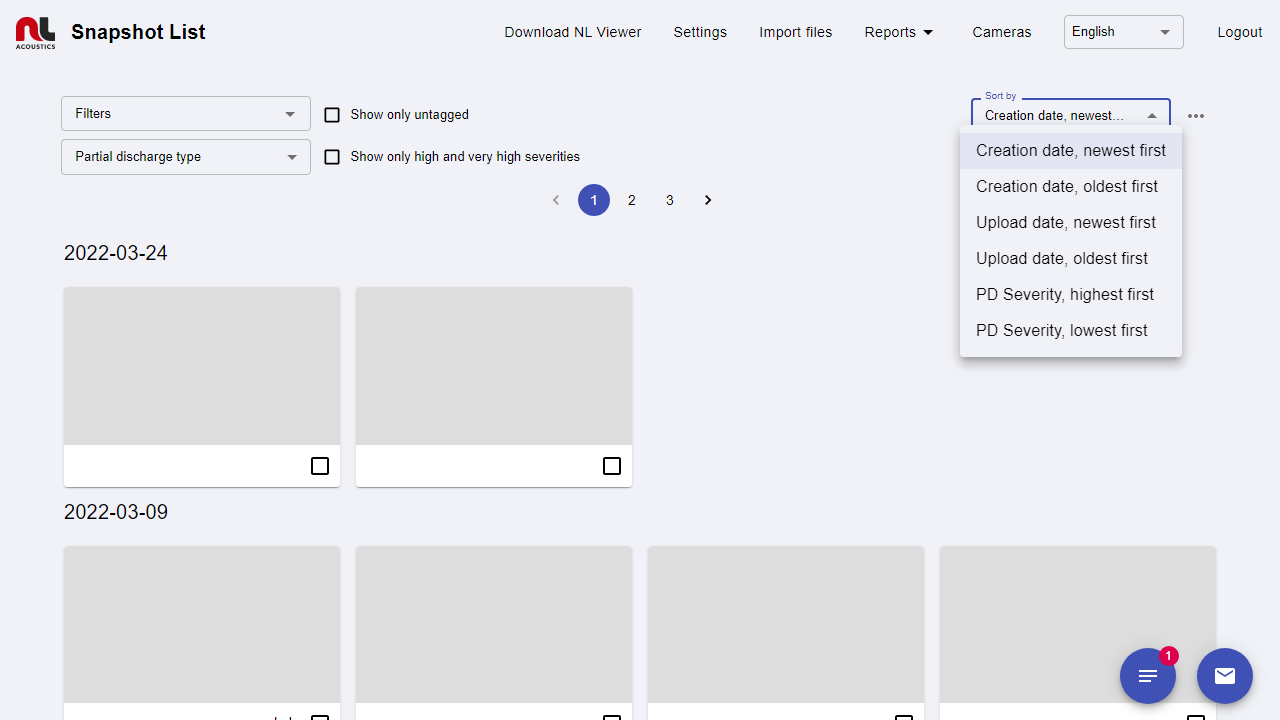 NL
ACOUSTICS
Snapshot List
Download NL Viewer
Settings
Import files
Reports
Cameras
English
Logout
Filters
Show only untagged
Sort by
Creation date, newest...
Partial discharge type
Show only high and very high severities
Creation date, newest first
Creation date, oldest first
Upload date, newest first
Upload date, oldest first
PD Severity, highest first
PD Severity, lowest first
1
2
3
2022-03-24
2022-03-09
1